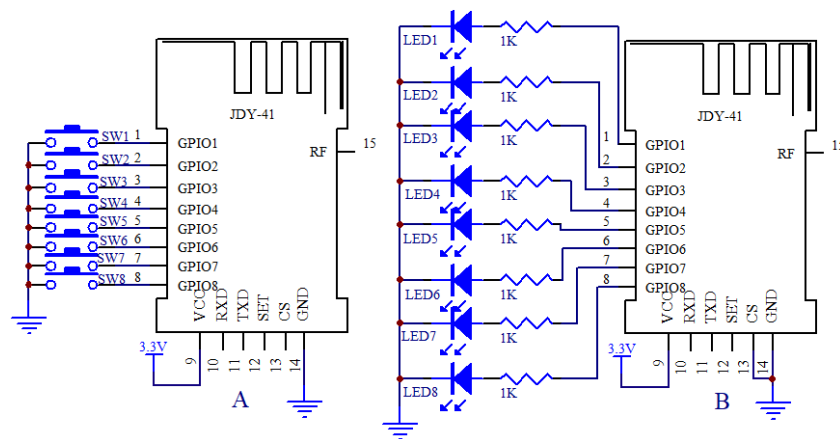 JDY-41
SW1 1 GPIO1
SW2 2 GPIO2
SW3 3 GPIO3
SW4 4 GPIO4
SW5 5 GPIO5
SW6 6 GPIO6
SW7 7 GPIO7
SW8 8 GPIO8
RF 15
VCC RXD TXD SET CS GND
3.3V
9 10 11 12 13 14
A
LED1 1K
LED2 1K
LED3 1K
LED4 1K
LED5 1K
LED6 1K
LED7 1K
LED8 1K
JDY-41
1 GPIO1
2 GPIO2
3 GPIO3
4 GPIO4
5 GPIO5
6 GPIO6
7 GPIO7
8 GPIO8
RF
VCC RXD TXD SET CS GND
3.3V
9 10 11 12 13 14
B